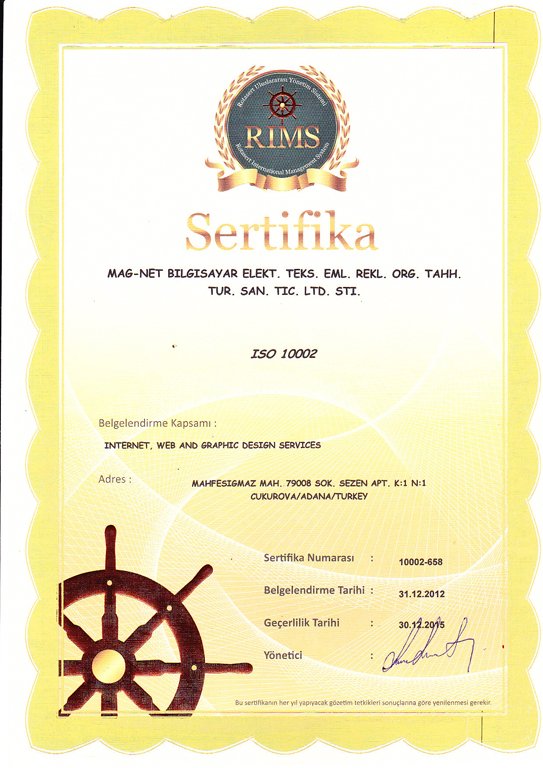 Rotasert Uluslararası Yönetim Sistemi
RIMS
Rotasert International Management System
Sertifika
MAG-NET BILGISAYAR ELEKT. TEKS. EML. REKL. ORG. TAHH.
TUR. SAN. TIC. LTD. STI.
ISO 10002
Belgelendirme Kapsamı :
INTERNET, WEB AND GRAPHIC DESIGN SERVICES
Adres :
MAHFESIGMAZ MAH. 79008 SOK. SEZEN APT. K:1 N:1
CUKUROVA/ADANA/TURKEY
Sertifika Numarası : 10002-658
Belgelendirme Tarihi : 31.12.2012
Geçerlilik Tarihi : 30.12.2015
Yönetici :
Bu sertifikanın her yıl yapıyacak gözetim tetkikleri sonuçlarına göre yenilenmesi gerekir.